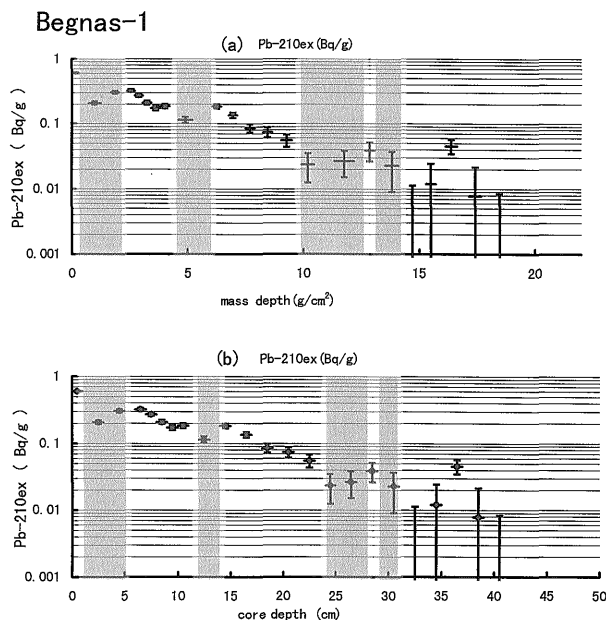 Begnas-1
(a) Pb-210ex(Bq/g)
Pb-210ex ( Bq/g)
1
0.1
0.01
0.001
0 5 10 15 20
mass depth(g/cm²)
(b) Pb-210ex(Bq/g)
Pb-210ex ( Bq/g)
1
0.1
0.01
0.001
0 5 10 15 20 25 30 35 40 45 50
core depth (cm)